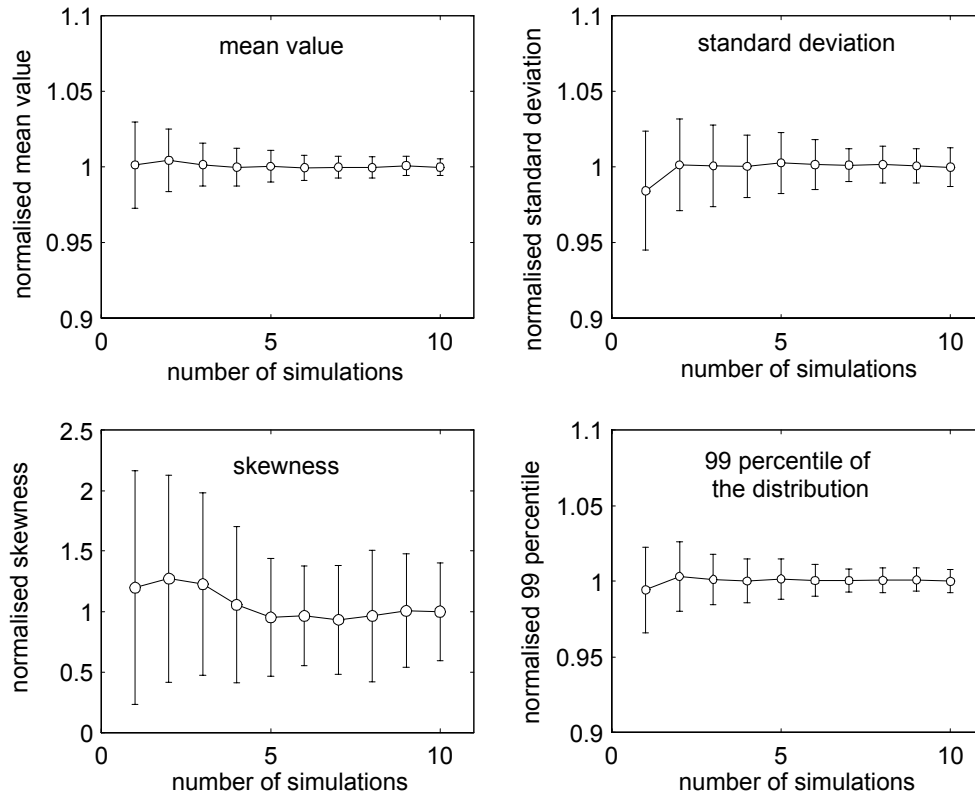 1.1
1.05
1
0.95
0.9
normalised mean value
mean value
0
5
10
number of simulations
1.1
1.05
1
0.95
0.9
normalised standard deviation
standard deviation
0
5
10
number of simulations
2.5
2
1.5
1
0.5
0
normalised skewness
skewness
0
5
10
number of simulations
1.1
1.05
1
0.95
0.9
normalised 99 percentile
99 percentile of
the distribution
0
5
10
number of simulations